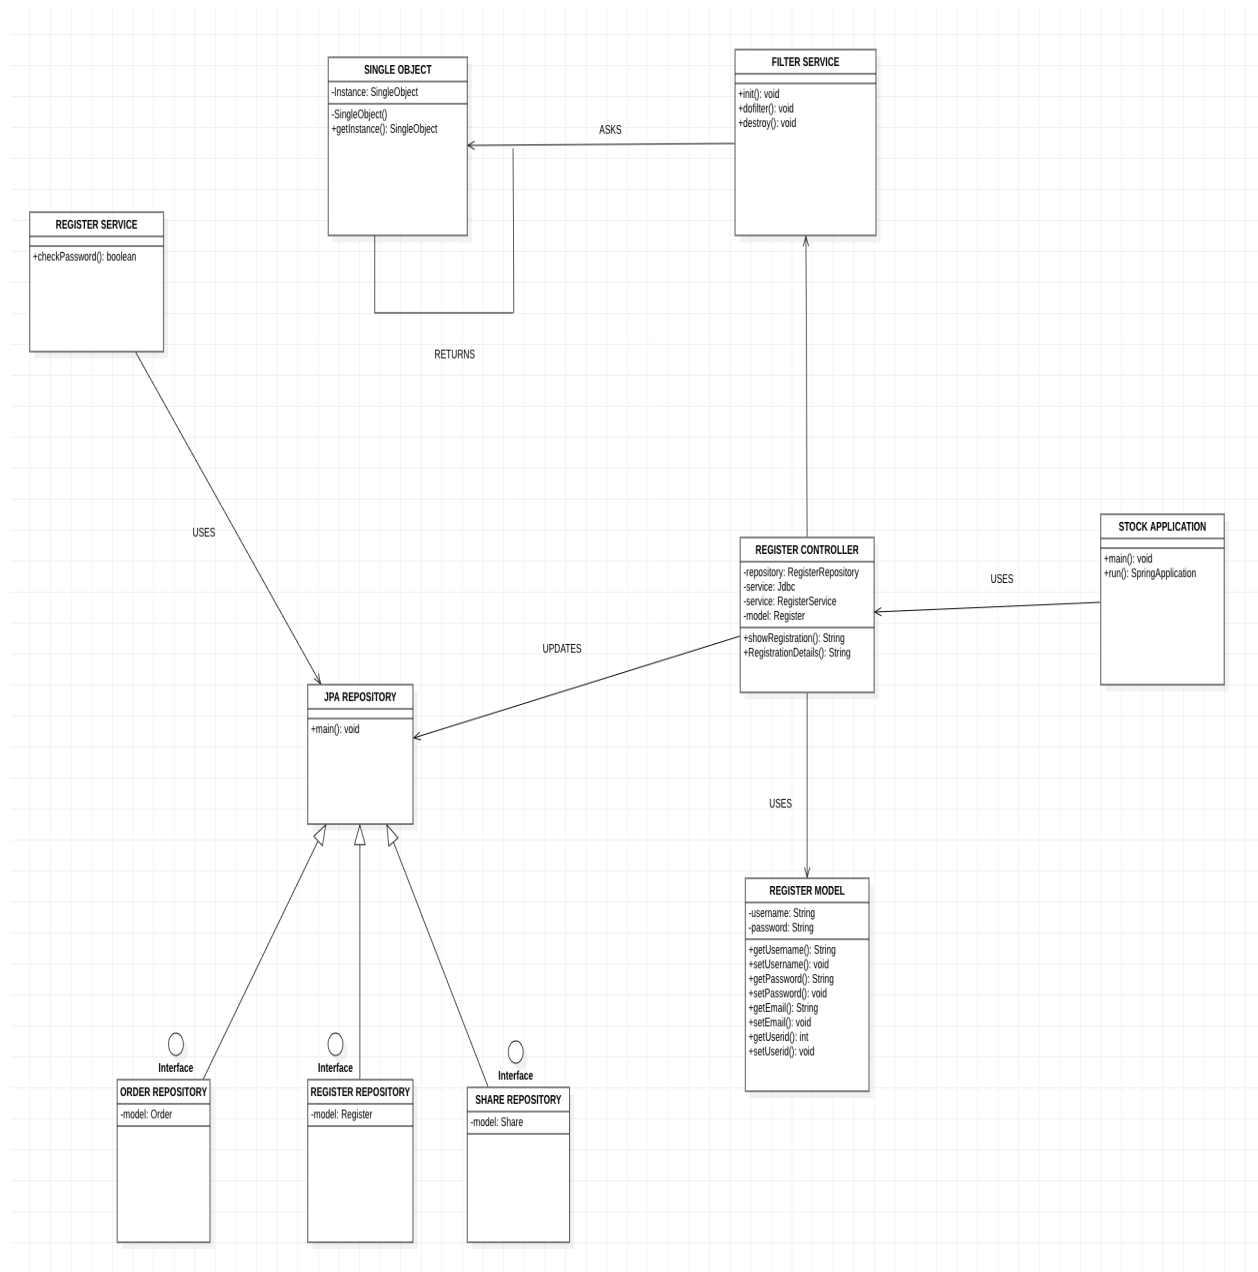 SINGLE OBJECT
-Instance: SingleObject
-SingleObject()
+getInstance(): SingleObject
FILTER SERVICE
+init(): void
+dofilter(): void
+destroy(): void
ASKS
REGISTER SERVICE
+checkPassword(): boolean
RETURNS
USES
REGISTER CONTROLLER
-repository: RegisterRepository
-service: Jdbc
-service: RegisterService
-model: Register
+showRegistration(): String
+RegistrationDetails(): String
STOCK APPLICATION
+main(): void
+run(): SpringApplication
USES
UPDATES
JPA REPOSITORY
+main(): void
USES
REGISTER MODEL
-username: String
-password: String
+getUsername(): String
+setUsername(): void
+getPassword(): String
+setPassword(): void
+getEmail(): String
+setEmail(): void
+getUserid(): int
+setUserid(): void
Interface
ORDER REPOSITORY
-model: Order
Interface
REGISTER REPOSITORY
-model: Register
Interface
SHARE REPOSITORY
-model: Share